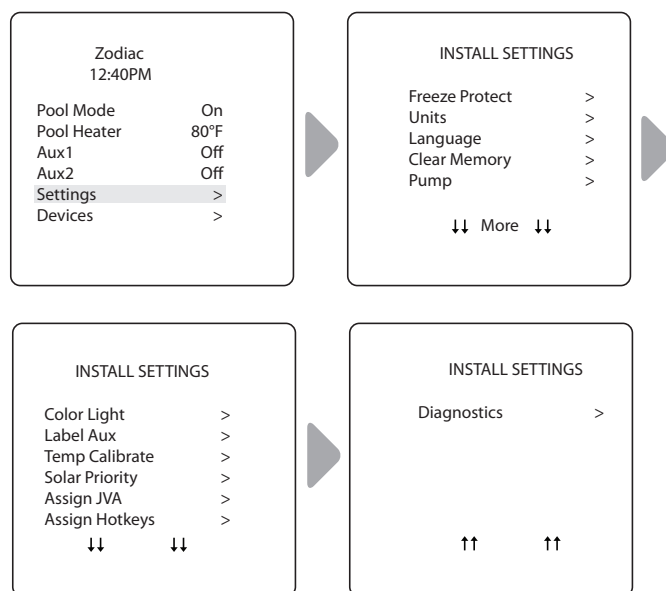 Zodiac
12:40PM
Pool Mode On
Pool Heater 80°F
Aux1 Off
Aux2 Off
Settings >
Devices >
INSTALL SETTINGS
Freeze Protect >
Units >
Language >
Clear Memory >
Pump >
↓↓ More ↓↓
INSTALL SETTINGS
Color Light >
Label Aux >
Temp Calibrate >
Solar Priority >
Assign JVA >
Assign Hotkeys >
↓↓ ↓↓
INSTALL SETTINGS
Diagnostics >
↑↑ ↑↑